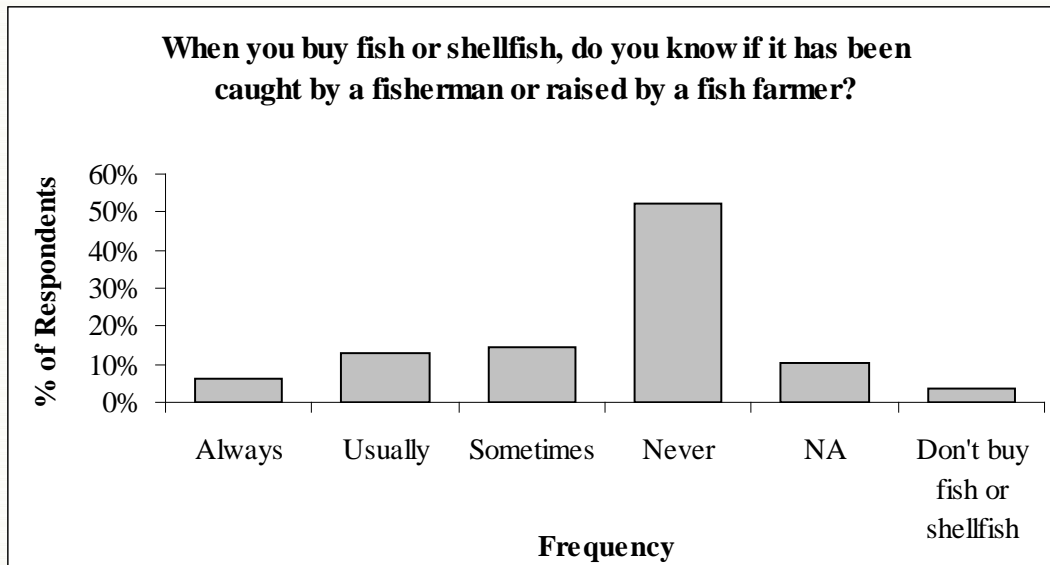 When you buy fish or shellfish, do you know if it has been
caught by a fisherman or raised by a fish farmer?
% of Respondents
60%
50%
40%
30%
20%
10%
0%
Always Usually Sometimes Never NA Don't buy
fish or
shellfish
Frequency